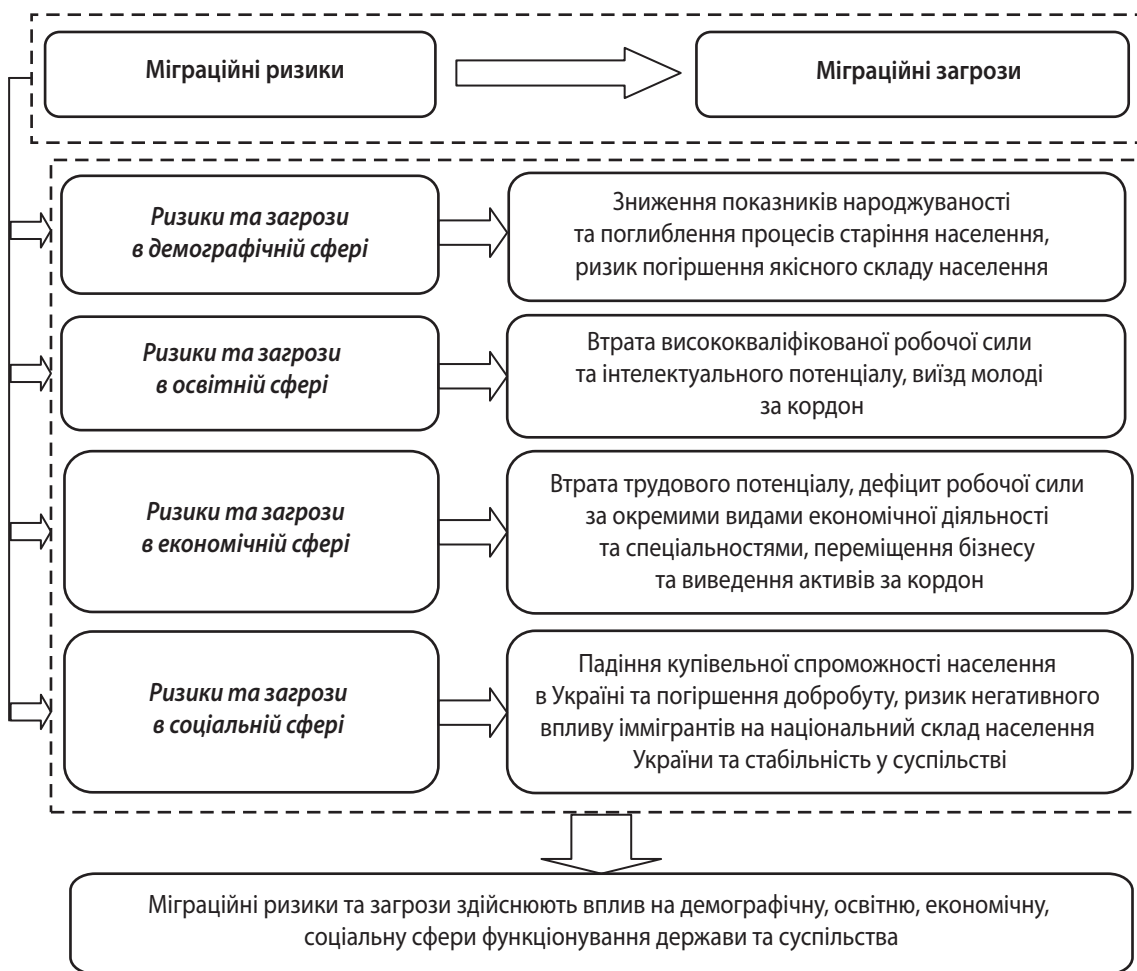 Міграційні ризики
Міграційні загрози
Ризики та загрози
в демографічній сфері
Зниження показників народжуваності
та поглиблення процесів старіння населення,
ризик погіршення якісного складу населення
Ризики та загрози
в освітній сфері
Втрата висококваліфікованої робочої сили
та інтелектуального потенціалу, виїзд молоді
за кордон
Ризики та загрози
в економічній сфері
Втрата трудового потенціалу, дефіцит робочої сили
за окремими видами економічної діяльності
та спеціальностями, переміщення бізнесу
та виведення активів за кордон
Ризики та загрози
в соціальній сфері
Падіння купівельної спроможності населення
в Україні та погіршення добробуту, ризик негативного
впливу іммігрантів на національний склад населення
України та стабільність у суспільстві
Міграційні ризики та загрози здійснюють вплив на демографічну, освітню, економічну,
соціальну сфери функціонування держави та суспільства